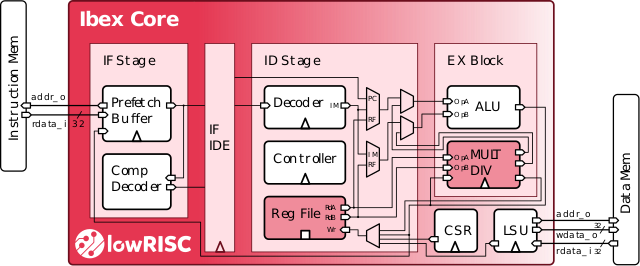 Ibex Core
Instruction Mem
addr_o
rdata_i 32
IF Stage
Prefetch
Buffer
Comp
Decoder
IF
IDE
ID Stage
Decoder
IM
Controller
Reg File
RdA
RdB
Wr
PC
RF
IM
RF
EX Block
OpA
OpB
ALU
OpA
OpB
MULT
DIV
CSR
LSU
addr_o
32
wdata_o
rdata_i 32
Data Mem
lowRISC